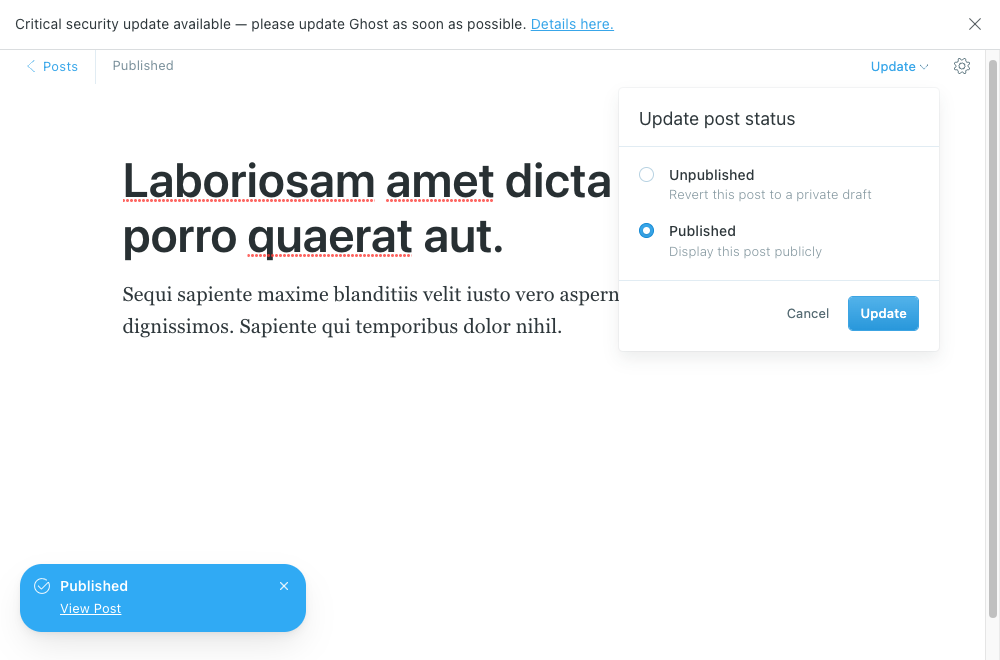 Critical security update available — please update Ghost as soon as possible. Details here.
Posts
Published
Update
Update post status
Unpublished
Revert this post to a private draft
Published
Display this post publicly
Cancel
Update
Laboriosam amet dicta
porro quaerat aut.
Sequi sapiente maxime blanditiis velit iusto vero aspern
dignissimos. Sapiente qui temporibus dolor nihil.
Published
View Post